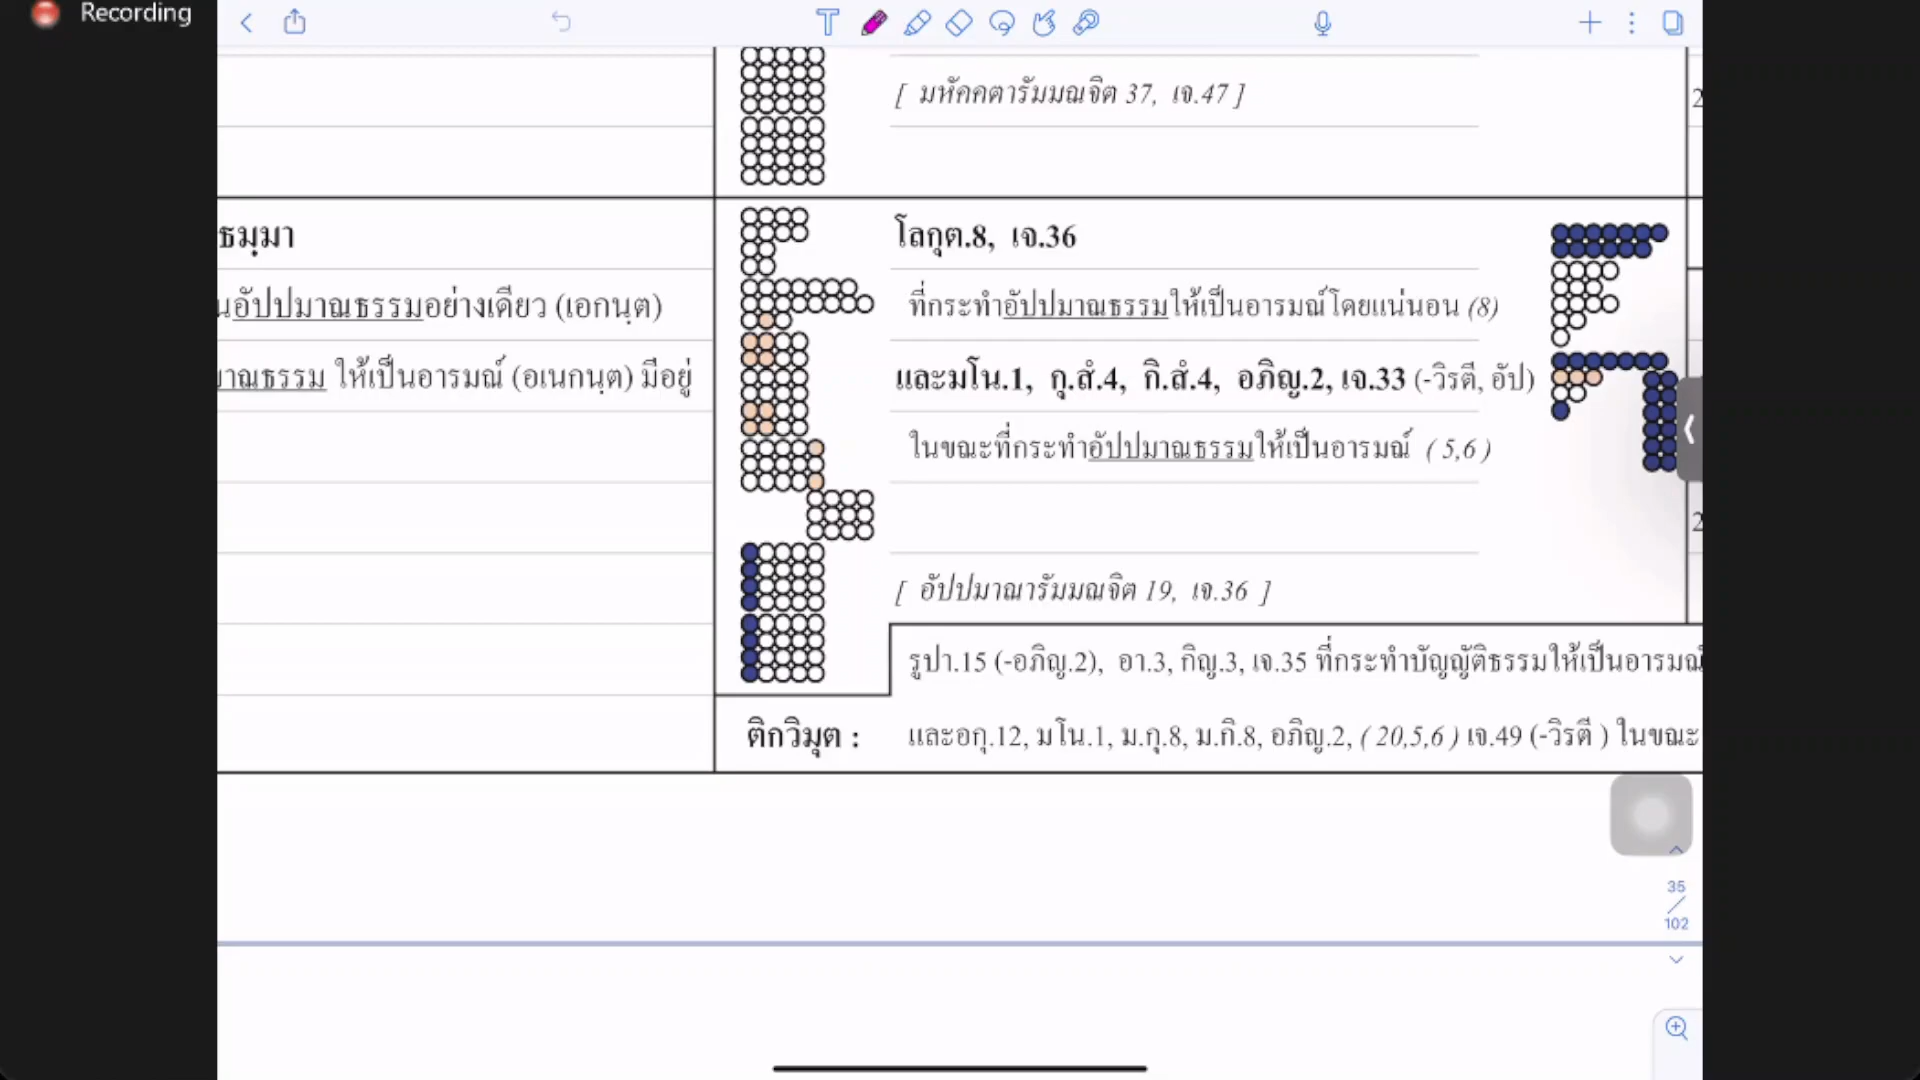 Recording
[ มหัคคตารัมมณจิต 37, เจ.47 ]
2
ธมฺมา
โลกุต.8, เจ.36
อัปปมาณธรรมอย่างเดียว (เอกนฺต)
ที่กระทำอัปปมาณธรรมให้เป็นอารมณ์โดยแน่นอน (8)
มาณธรรม ให้เป็นอารมณ์ (อเนกนฺต) มีอยู่
และมโน.1, กุ.สํ.4, กิ.สํ.4, อภิญ.2, เจ.33 (-วิรตี, อัป)
ในขณะที่กระทำอัปปมาณธรรมให้เป็นอารมณ์ ( 5,6 )
2
[ อัปปมาณารัมมณจิต 19, เจ.36 ]
รูปา.15 (-อภิญ.2), อา.3, กิญ.3, เจ.35 ที่กระทำบัญญัติธรรมให้เป็นอารมณ์
ติกวิมุต : และอกุ.12, มโน.1, ม.กุ.8, ม.กิ.8, อภิญ.2, ( 20,5,6 ) เจ.49 (-วิรตี ) ในขณะ
35
102